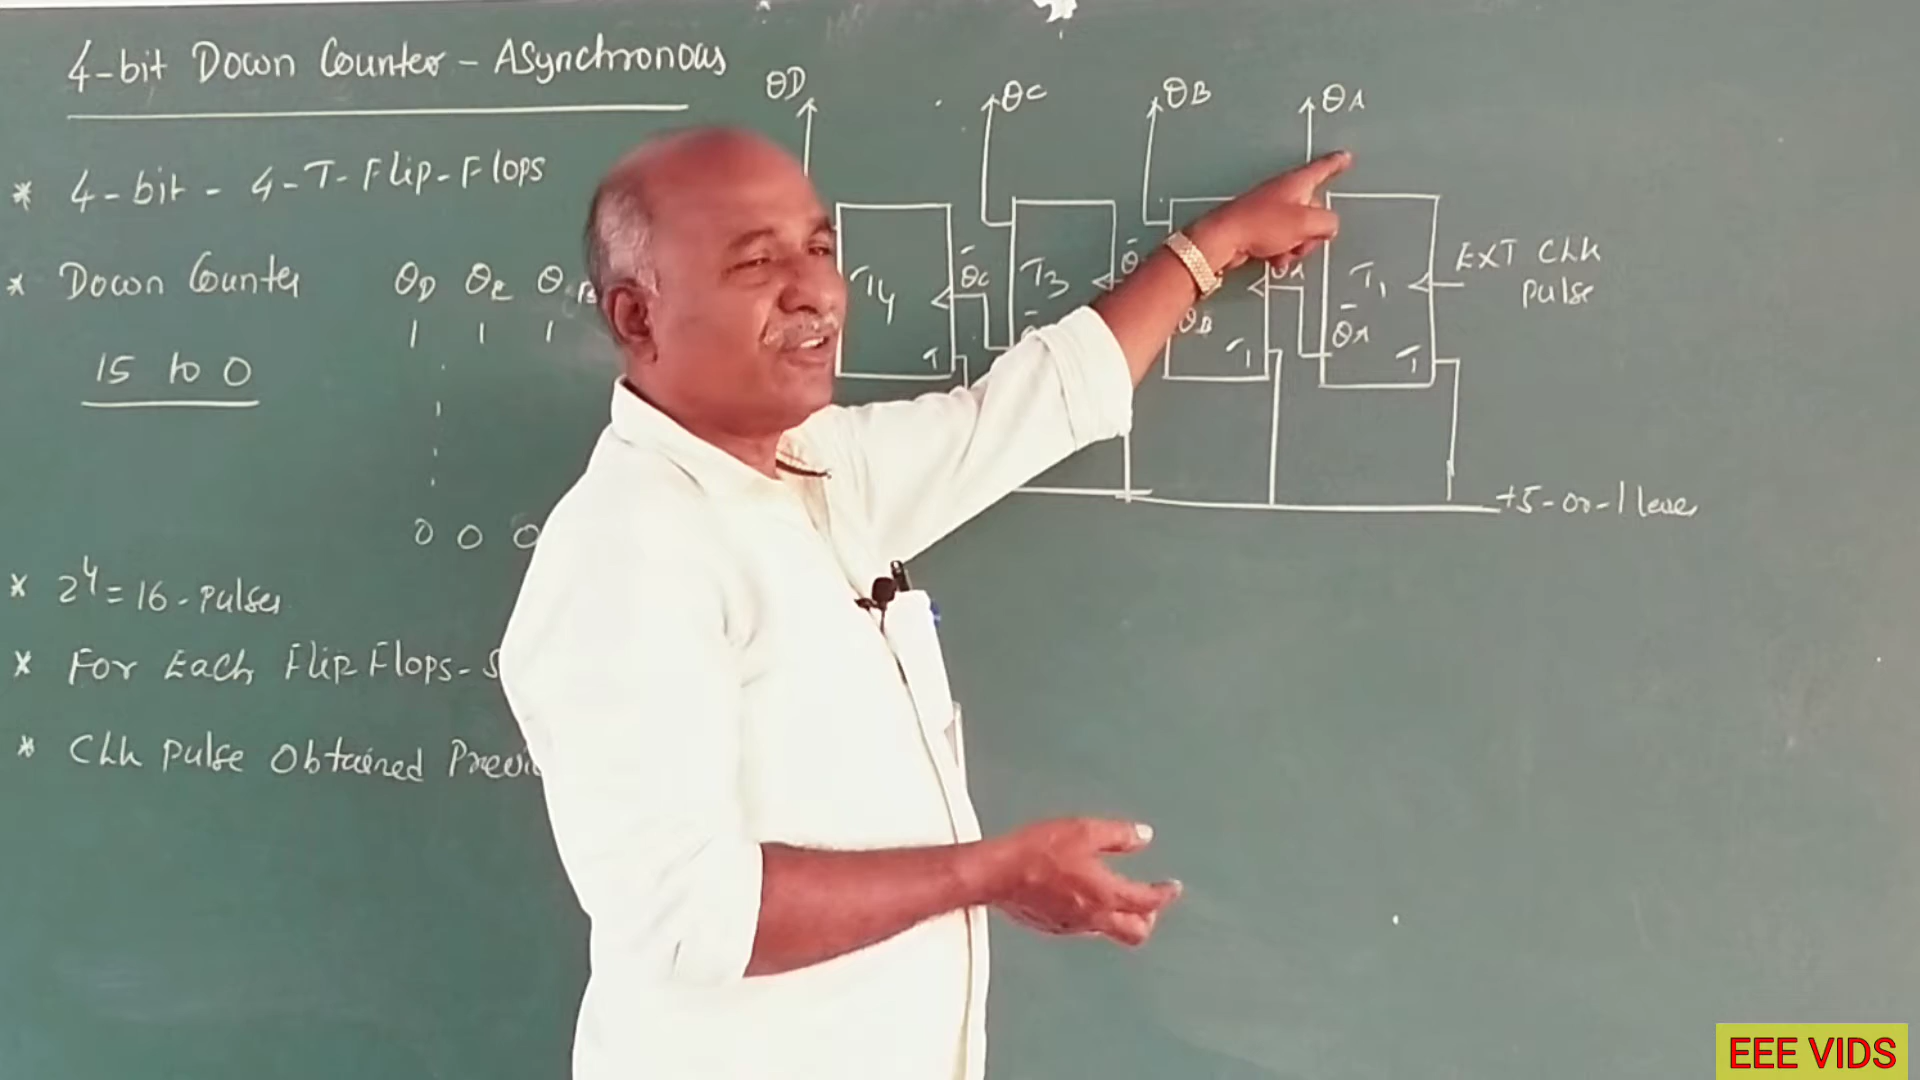 4-bit Down Counter - Asynchronous
* 4-bit - 4-T-Flip-Flops
* Down Counter
QD QC Q
1 1 1
15 to 0
0 0 0
* 2^4 = 16-pulses
* For Each Flip Flops-
* Clk pulse Obtained
QD QC QB QA
T4 Q̄C T3 T1
EXT Clk
pulse
Q̄A
T T T
+5-or-1 level
EEE VIDS